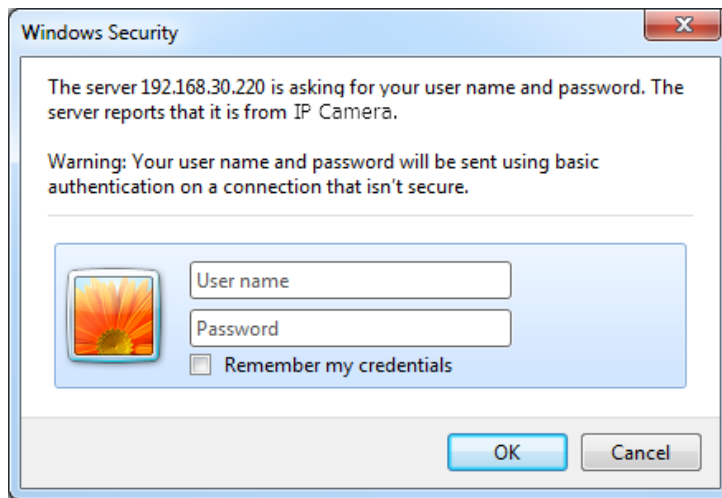 Windows Security
The server 192.168.30.220 is asking for your user name and password. The
server reports that it is from IP Camera.
Warning: Your user name and password will be sent using basic
authentication on a connection that isn't secure.
User name
Password
Remember my credentials
OK
Cancel